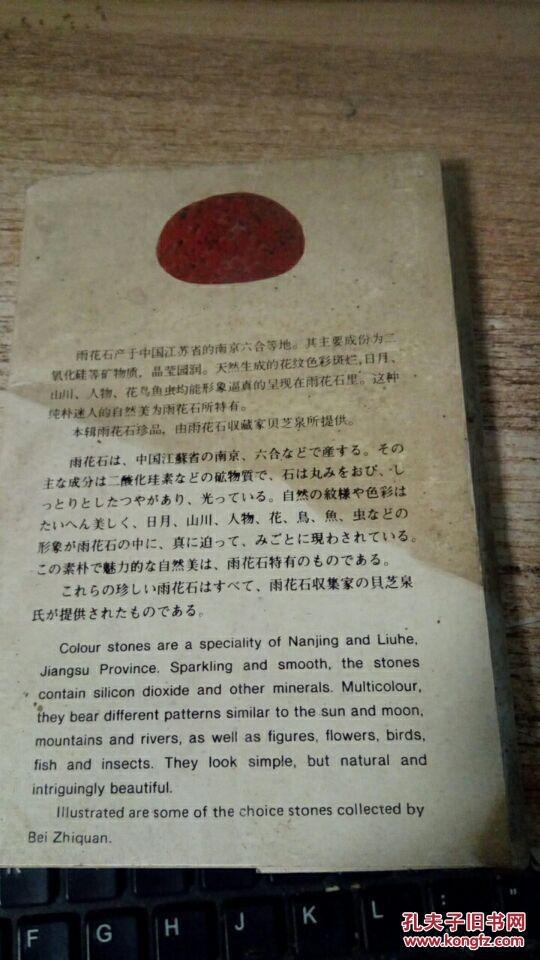 雨花石产于中国江苏省的南京六合等地。其主要成份为二
氧化硅等矿物质，晶莹园润。天然生成的花纹色彩斑烂,日月、
山川、人物、花鸟鱼虫均能形象逼真的呈现在雨花石里。这种
纯朴迷人的自然美为雨花石所特有。
本辑雨花石珍品，由雨花石收藏家贝芝泉所提供。
雨花石は、中国江蘇省の南京、六合などで産する。その
主な成分は二酸化硅素などの鉱物質で、石は丸みをおび、し
っとりとしたつやがあり、光っている。自然の紋様や色彩は
たいへん美しく、日月、山川、人物、花、鳥、魚、虫などの
形象が雨花石の中に、真に迫って、みごとに現わされている。
この素朴で魅力的な自然美は、雨花石特有のものである。
これらの珍しい雨花石はすべて、雨花石収集家の貝芝泉
氏が提供されたものである。
Colour stones are a speciality of Nanjing and Liuhe,
Jiangsu Province. Sparkling and smooth, the stones
contain silicon dioxide and other minerals. Multicolour,
they bear different patterns similar to the sun and moon,
mountains and rivers, as well as figures, flowers, birds,
fish and insects. They look simple, but natural and
intriguingly beautiful.
Illustrated are some of the choice stones collected by
Bei Zhiquan.
F G H J K L : "
孔夫子旧书网
www.kongfz.com